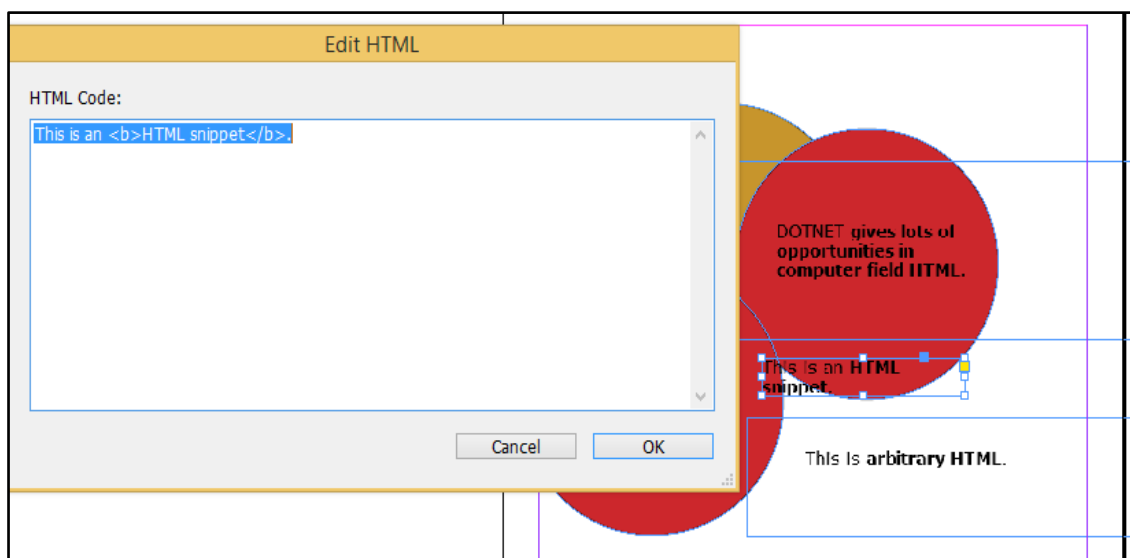 Edit HTML
HTML Code:
This is an <b>HTML snippet</b>.
Cancel
OK
DOTNET gives lots of
opportunities in
computer field HTML.
This is an HTML
snippet.
This is arbitrary HTML.